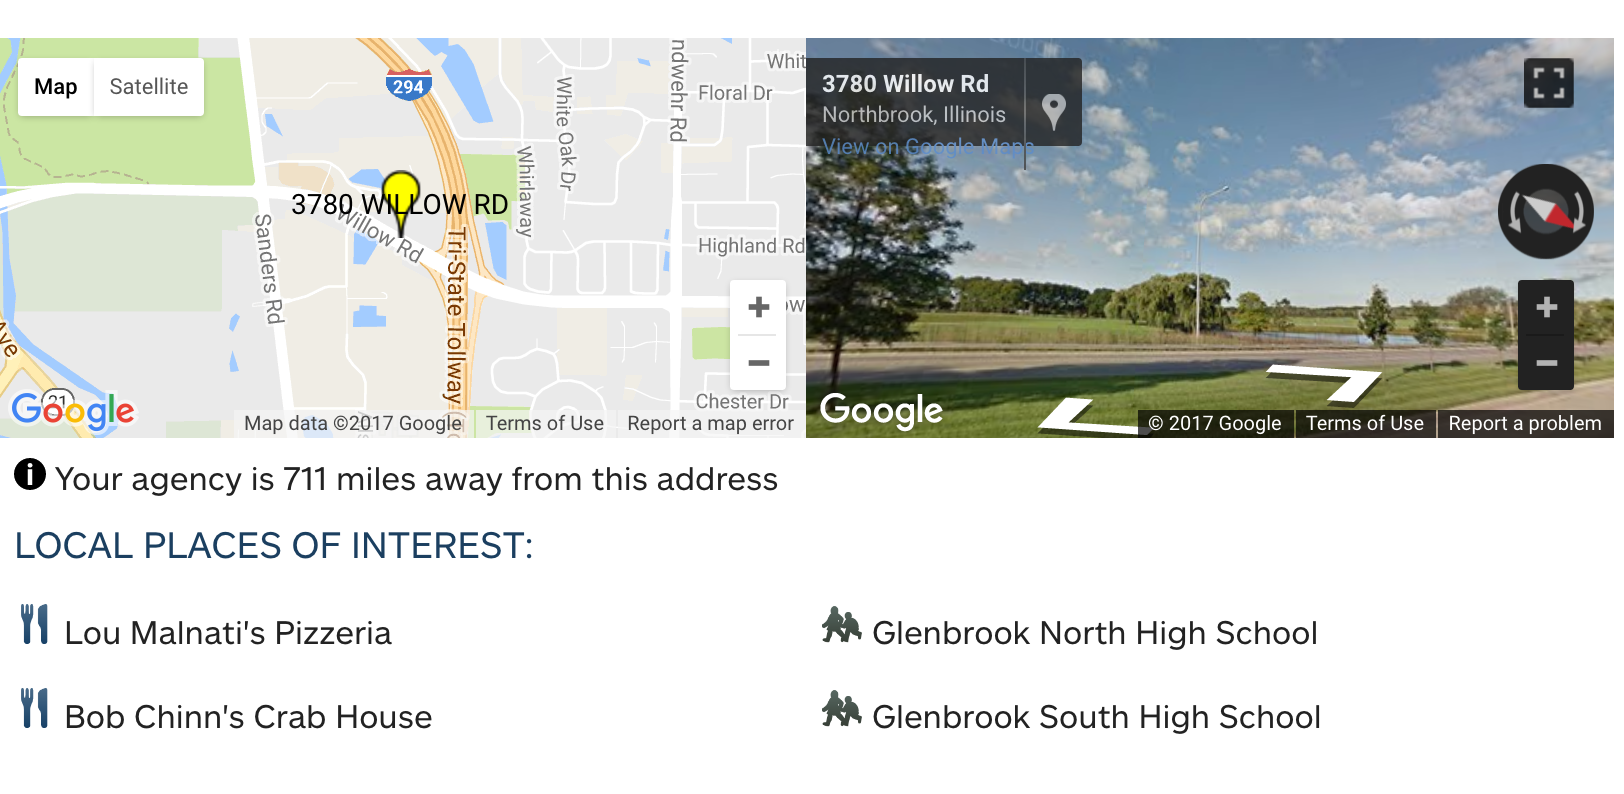 Map
Satellite
294
Whit
Floral Dr
ndwehr Rd
White Oak Dr
Whirlaway
3780 WILLOW RD
Willow Rd
Sanders Rd
Tri-State Tollway
Highland Rd
Ave
21
Chester Dr
Google
Map data ©2017 Google
Terms of Use
Report a map error
3780 Willow Rd
Northbrook, Illinois
View on Google Maps
Google
Google
© 2017 Google
Terms of Use
Report a problem
Your agency is 711 miles away from this address
LOCAL PLACES OF INTEREST:
Lou Malnati's Pizzeria
Glenbrook North High School
Bob Chinn's Crab House
Glenbrook South High School